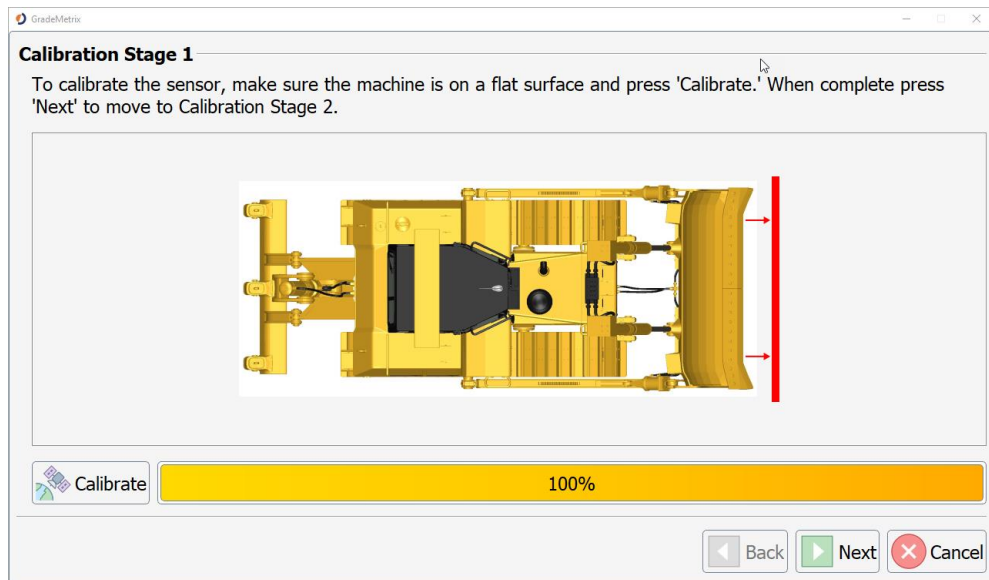 GradeMetrix
Calibration Stage 1
To calibrate the sensor, make sure the machine is on a flat surface and press 'Calibrate.' When complete press
'Next' to move to Calibration Stage 2.
Calibrate
100%
Back
Next
Cancel